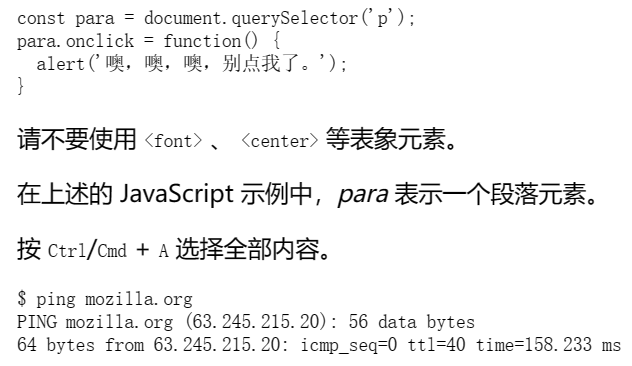 const para = document.querySelector('p');
para.onclick = function() {
  alert('噢，噢，噢，别点我了。');
}
请不要使用 <font> 、 <center> 等表象元素。
在上述的 JavaScript 示例中，para 表示一个段落元素。
按 Ctrl/Cmd + A 选择全部内容。
$ ping mozilla.org
PING mozilla.org (63.245.215.20): 56 data bytes
64 bytes from 63.245.215.20: icmp_seq=0 ttl=40 time=158.233 ms